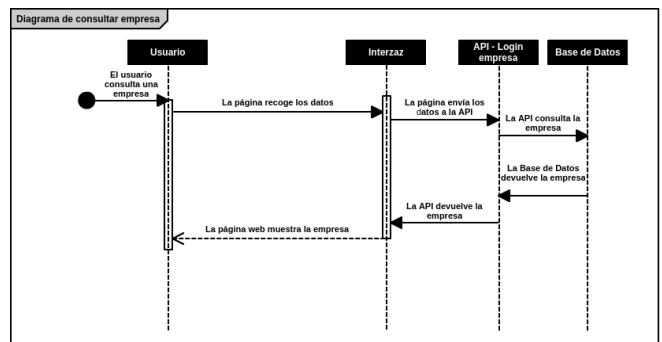 Diagrama de consultar empresa
Usuario
Interzaz
API - Login
empresa
Base de Datos
El usuario
consulta una
empresa
La página recoge los datos
La página envía los
datos a la API
La API consulta la
empresa
La Base de Datos
devuelve la empresa
La API devuelve la
empresa
La página web muestra la empresa